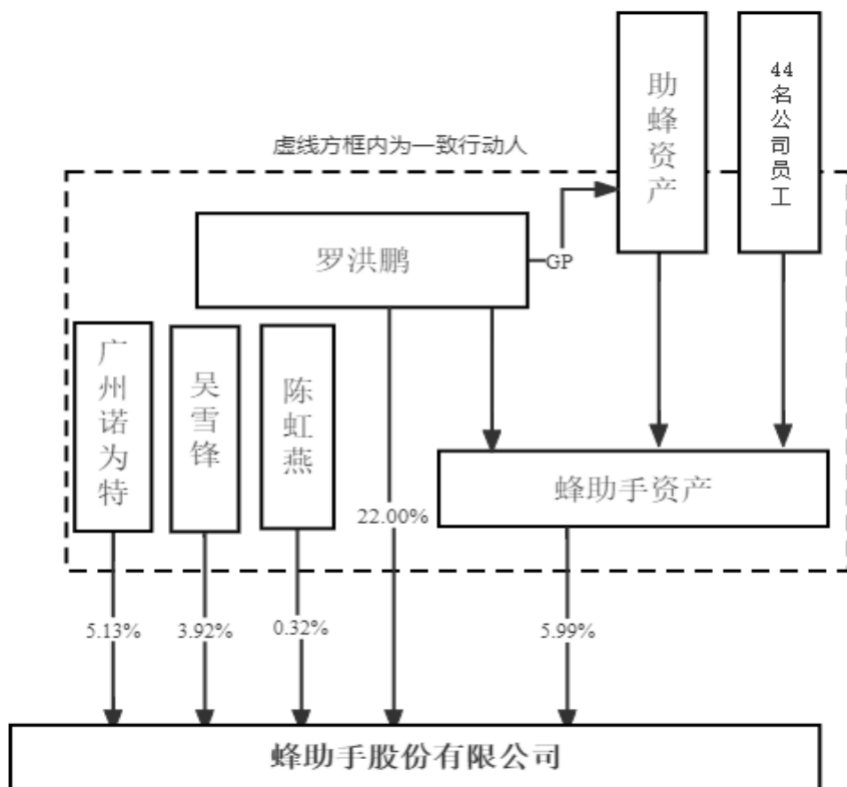 助蜂资产
44名公司员工
虚线方框内为一致行动人
罗洪鹏
GP
广州诺为特
吴雪锋
陈虹燕
蜂助手资产
22.00%
5.13%
3.92%
0.32%
5.99%
蜂助手股份有限公司